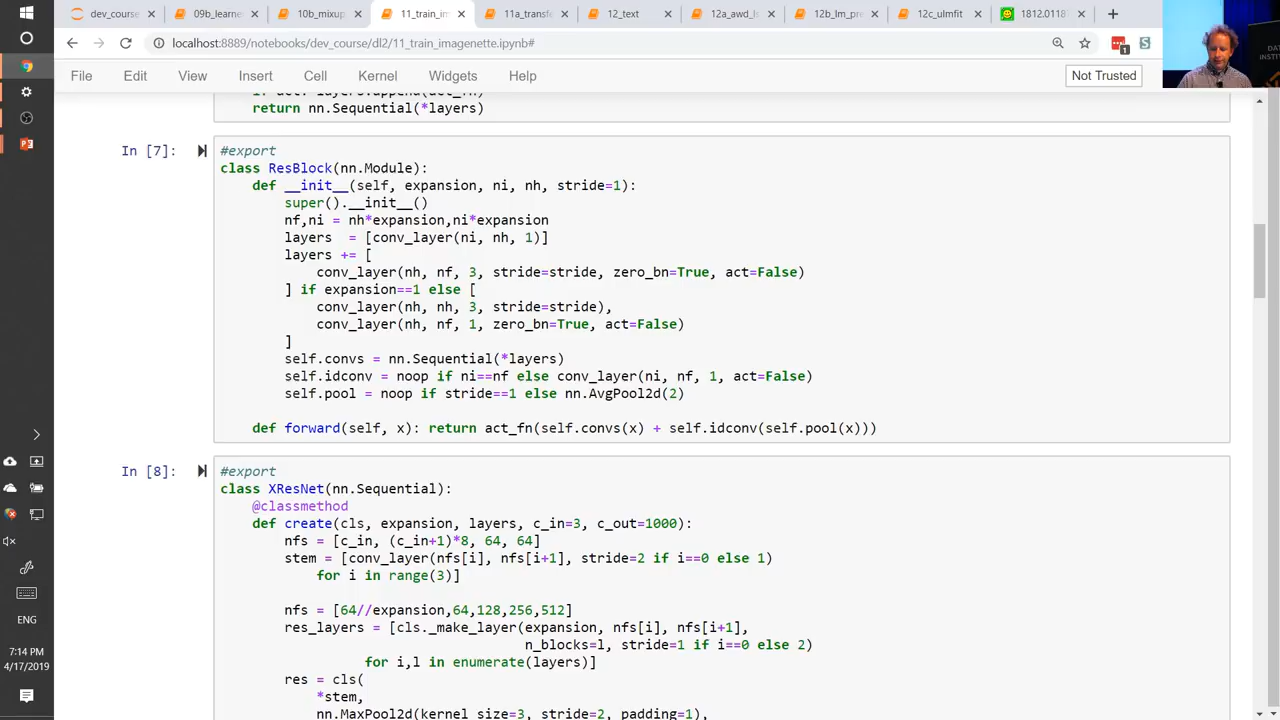 dev_course/
09b_learne
10b_mixup
11_train_im
11a_transfe
12_text
12a_awd_l
12b_lm_pre
12c_ulmfit
1812.0118
localhost:8889/notebooks/dev_course/dl2/11_train_imagenette.ipynb#
File Edit View Insert Cell Kernel Widgets Help Not Trusted
return nn.Sequential(*layers)
In [7]:
#export
class ResBlock(nn.Module):
def __init__(self, expansion, ni, nh, stride=1):
super().__init__()
nf,ni = nh*expansion,ni*expansion
layers = [conv_layer(ni, nh, 1)]
layers += [
conv_layer(nh, nf, 3, stride=stride, zero_bn=True, act=False)
] if expansion==1 else [
conv_layer(nh, nh, 3, stride=stride),
conv_layer(nh, nf, 1, zero_bn=True, act=False)
]
self.convs = nn.Sequential(*layers)
self.idconv = noop if ni==nf else conv_layer(ni, nf, 1, act=False)
self.pool = noop if stride==1 else nn.AvgPool2d(2)
def forward(self, x): return act_fn(self.convs(x) + self.idconv(self.pool(x)))
In [8]:
#export
class XResNet(nn.Sequential):
@classmethod
def create(cls, expansion, layers, c_in=3, c_out=1000):
nfs = [c_in, (c_in+1)*8, 64, 64]
stem = [conv_layer(nfs[i], nfs[i+1], stride=2 if i==0 else 1)
for i in range(3)]
nfs = [64//expansion,64,128,256,512]
res_layers = [cls._make_layer(expansion, nfs[i], nfs[i+1],
n_blocks=l, stride=1 if i==0 else 2)
for i,l in enumerate(layers)]
res = cls(
*stem,
nn.MaxPool2d(kernel_size=3, stride=2, padding=1),
ENG
7:14 PM
4/17/2019